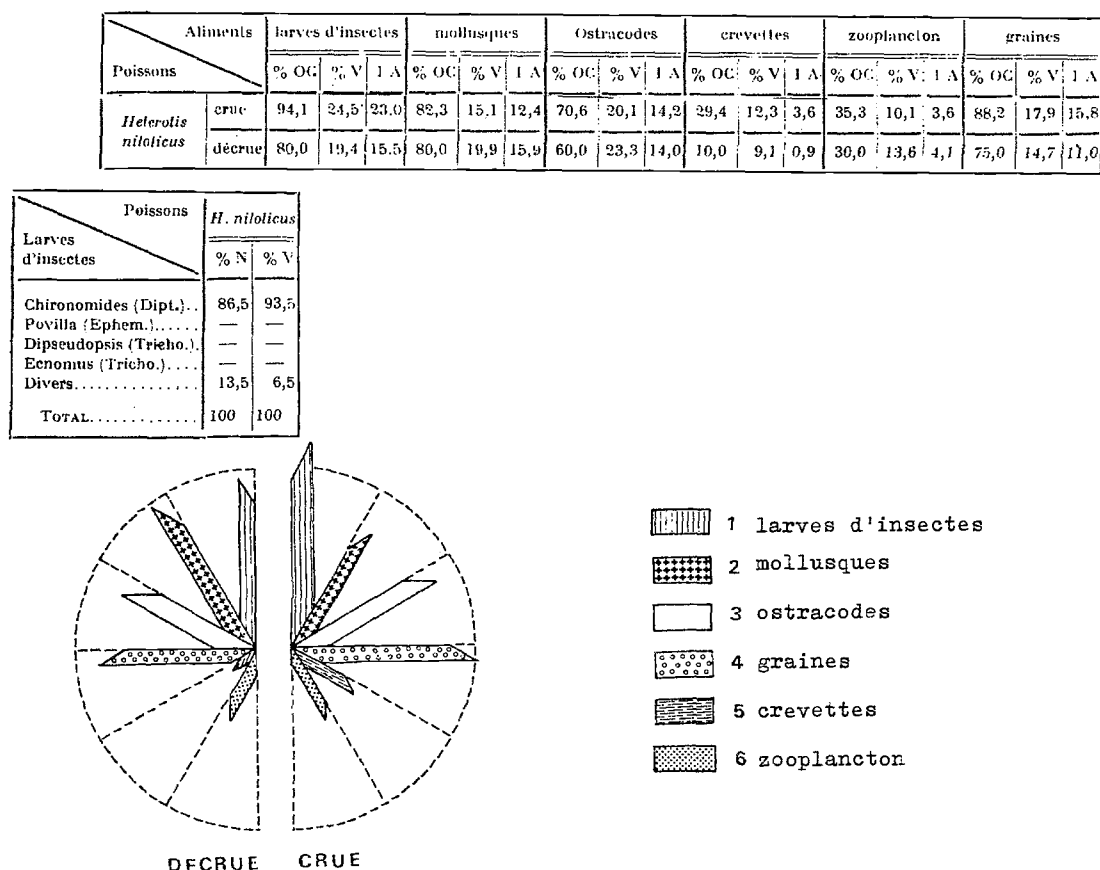 Aliments larves d'insectes mollusques Ostracodes crevettes zooplancton graines
Poissons % OC % V I A % OC % V I A % OC % V I A % OC % V I A % OC % V I A % OC % V I A
Heterotis niloticus
crue 94,1 24,5 23,0 82,3 15,1 12,4 70,6 20,1 14,2 29,4 12,3 3,6 35,3 10,1 3,6 88,2 17,9 15,8
décrue 80,0 19,4 15,5 80,0 19,9 15,9 60,0 23,3 14,0 10,0 9,1 0,9 30,0 13,6 4,1 75,0 14,7 11,0
Poissons H. niloticus
Larves
d'insectes
% N % V
Chironomides (Dipt.).. 86,5 93,5
Povilla (Ephem.)...... — —
Dipseudopsis (Tricho.). — —
Ecnomus (Tricho.).... — —
Divers............... 13,5 6,5
TOTAL............. 100 100
1 larves d'insectes
2 mollusques
3 ostracodes
4 graines
5 crevettes
6 zooplancton
DECRUE CRUE